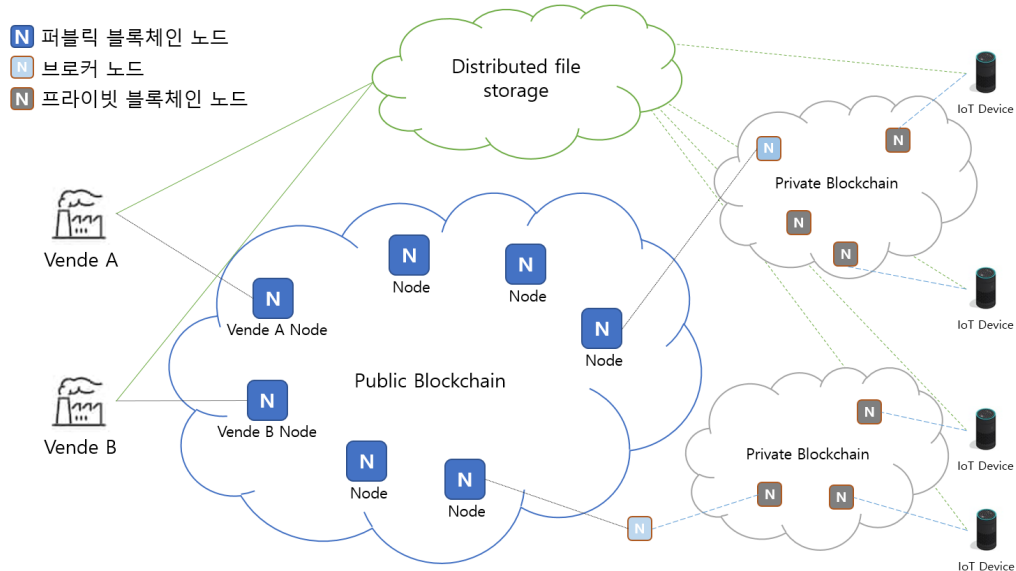 N 퍼블릭 블록체인 노드
N 브로커 노드
N 프라이빗 블록체인 노드
Distributed file
storage
IoT Device
N
N
Private Blockchain
N
N
IoT Device
Vende A
N
Node
N
Node
N
Vende A Node
N
Node
Public Blockchain
Vende B
N
Vende B Node
N
Node
N
Node
N
N
Private Blockchain
N
N
IoT Device
IoT Device